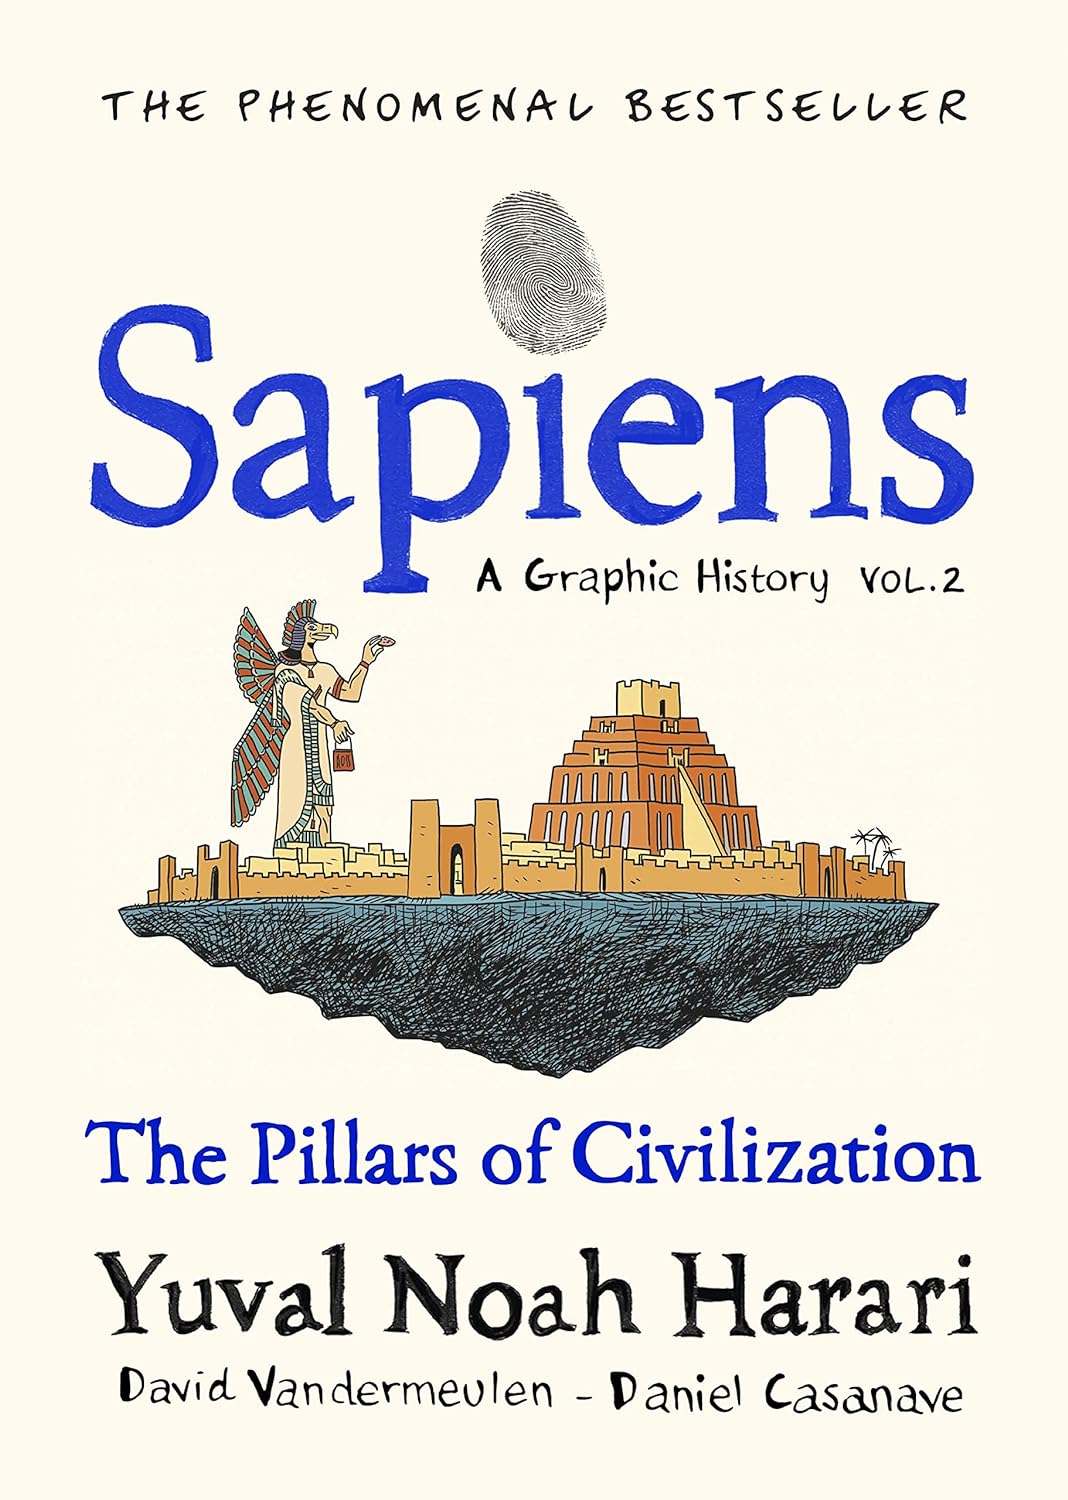 THE PHENOMENAL BESTSELLER
Sapiens
A Graphic History VOL.2
The Pillars of Civilization
Yuval Noah Harari
David Vandermeulen - Daniel Casanave